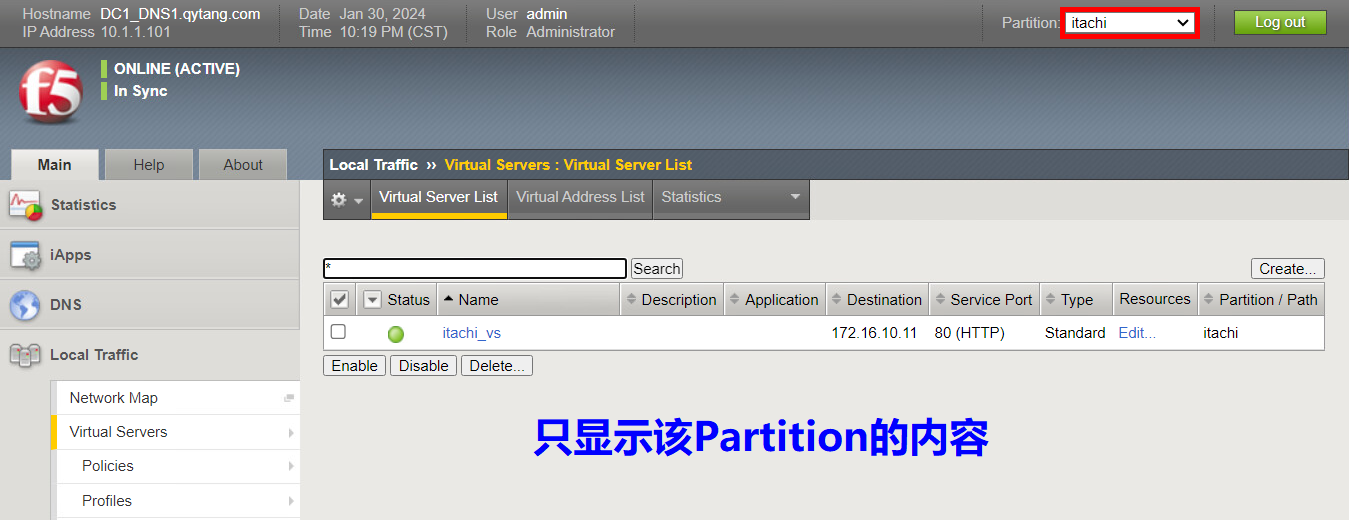 Hostname DC1_DNS1.qytang.com Date Jan 30, 2024 User admin Partition: itachi Log out
IP Address 10.1.1.101 Time 10:19 PM (CST) Role Administrator
f5
ONLINE (ACTIVE)
In Sync
Main Help About
Local Traffic ›› Virtual Servers : Virtual Server List
Virtual Server List Virtual Address List Statistics
Statistics
iApps
DNS
Local Traffic
Network Map
Virtual Servers
Policies
Profiles
* Search Create...
Status Name Description Application Destination Service Port Type Resources Partition / Path
itachi_vs 172.16.10.11 80 (HTTP) Standard Edit... itachi
Enable Disable Delete...
只显示该Partition的内容